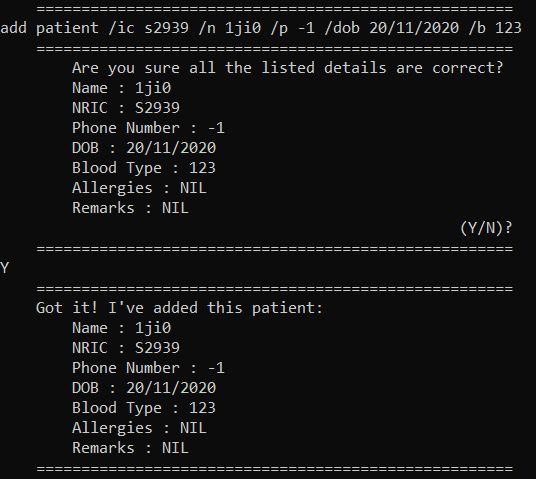 =====================================================
add patient /ic s2939 /n 1ji0 /p -1 /dob 20/11/2020 /b 123
=====================================================
Are you sure all the listed details are correct?
Name : 1ji0
NRIC : S2939
Phone Number : -1
DOB : 20/11/2020
Blood Type : 123
Allergies : NIL
Remarks : NIL
(Y/N)?
=====================================================
Y
=====================================================
Got it! I've added this patient:
Name : 1ji0
NRIC : S2939
Phone Number : -1
DOB : 20/11/2020
Blood Type : 123
Allergies : NIL
Remarks : NIL
=====================================================